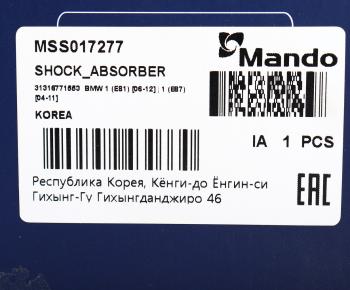 MSS017277
Mando
SHOCK_ABSORBER
31316771553 BMW 1 (E81) [06-12] ; 1 (E87)
[04-11]
KOREA
IA 1 PCS
Республика Корея, Кёнги-до Ёнгин-си
Гихынг-Гу Гихынгданджиро 46
EAC